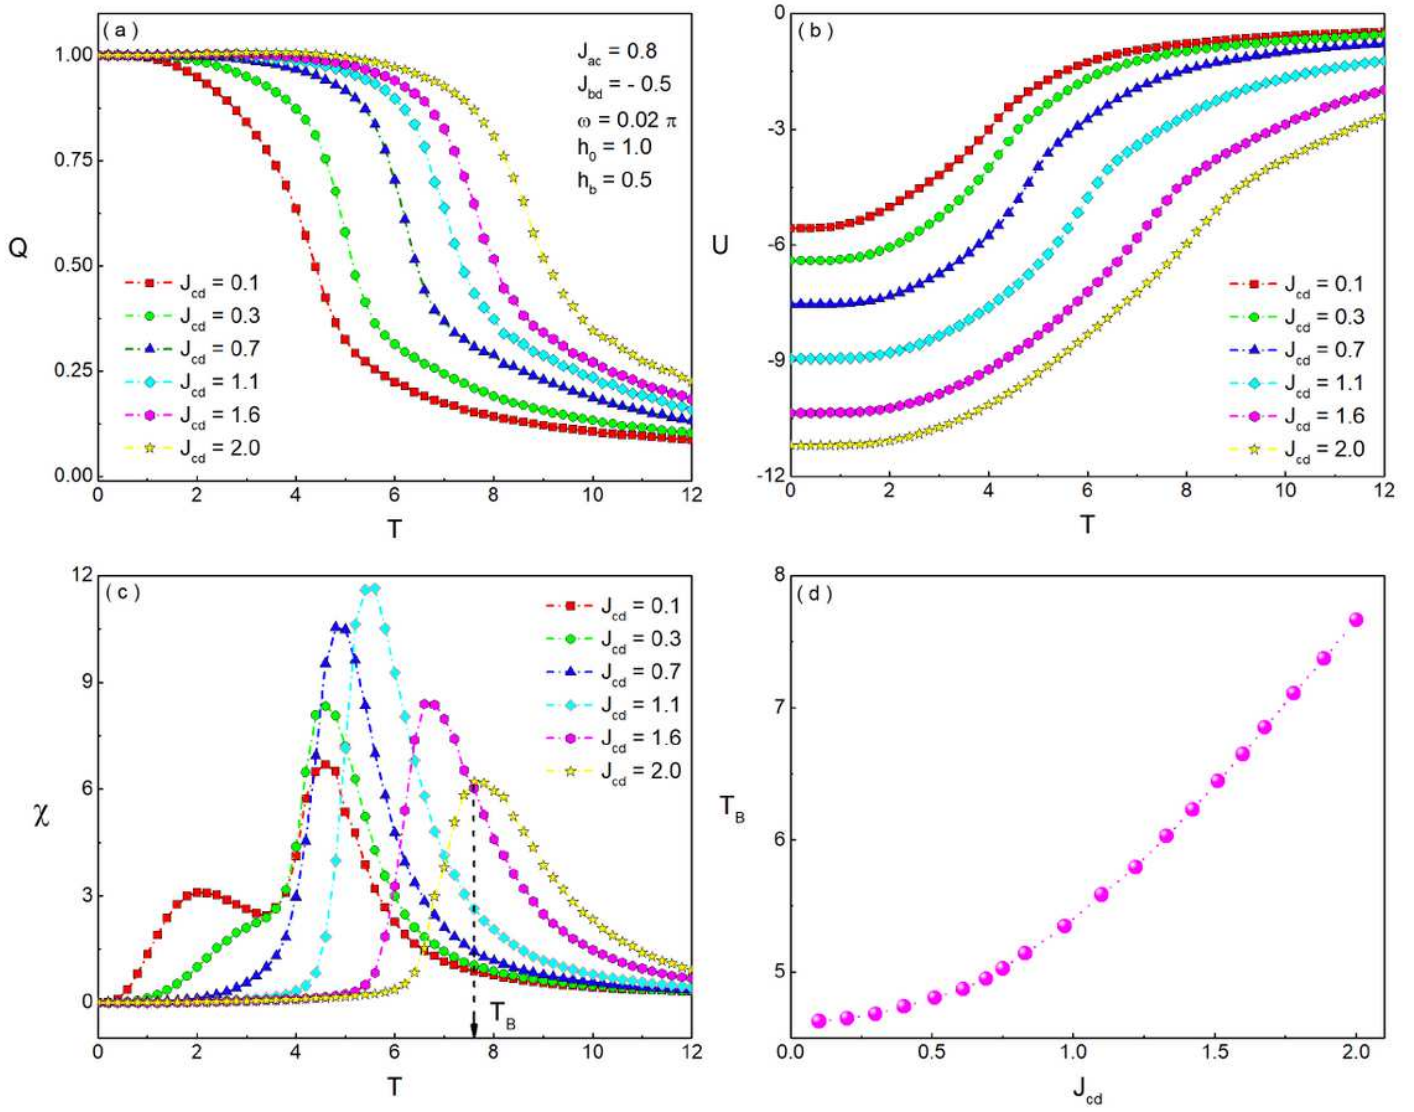 ( a )
1.00
0.75
0.50
0.25
0.00
Q
0 2 4 6 8 10 12
T
J_ac = 0.8
J_bd = - 0.5
ω = 0.02 π
h_0 = 1.0
h_b = 0.5
J_cd = 0.1
J_cd = 0.3
J_cd = 0.7
J_cd = 1.1
J_cd = 1.6
J_cd = 2.0
( b )
0
-3
-6
-9
-12
U
0 2 4 6 8 10 12
T
J_cd = 0.1
J_cd = 0.3
J_cd = 0.7
J_cd = 1.1
J_cd = 1.6
J_cd = 2.0
( c )
12
9
6
3
0
χ
0 2 4 6 8 10 12
T
J_cd = 0.1
J_cd = 0.3
J_cd = 0.7
J_cd = 1.1
J_cd = 1.6
J_cd = 2.0
T_B
( d )
8
7
6
5
T_B
0.0 0.5 1.0 1.5 2.0
J_cd